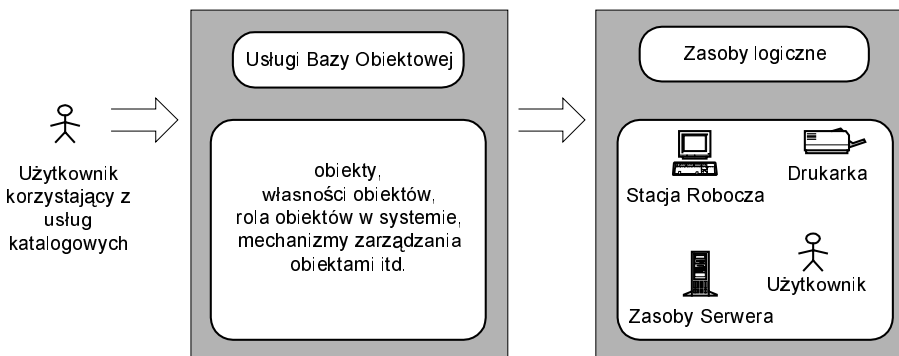 Użytkownik
korzystający z
usług
katalogowych
Usługi Bazy Obiektowej
obiekty,
własności obiektów,
rola obiektów w systemie,
mechanizmy zarządzania
obiektami itd.
Zasoby logiczne
Stacja Robocza
Drukarka
Zasoby Serwera
Użytkownik